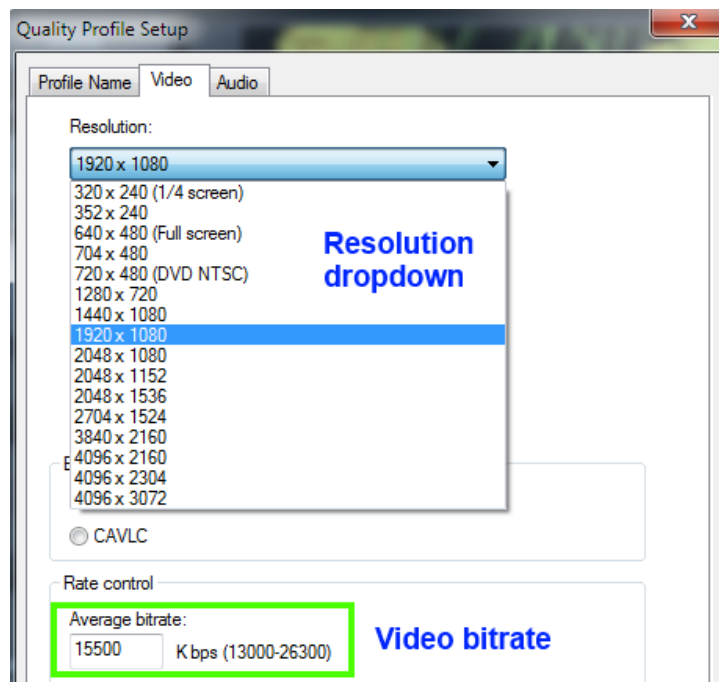 Quality Profile Setup
Profile Name Video Audio
Resolution:
1920 x 1080
320 x 240 (1/4 screen)
352 x 240
640 x 480 (Full screen)
704 x 480
720 x 480 (DVD NTSC)
1280 x 720
1440 x 1080
1920 x 1080
2048 x 1080
2048 x 1152
2048 x 1536
2704 x 1524
3840 x 2160
4096 x 2160
4096 x 2304
4096 x 3072
Resolution
dropdown
CAVLC
Rate control
Average bitrate:
15500 Kbps (13000-26300)
Video bitrate